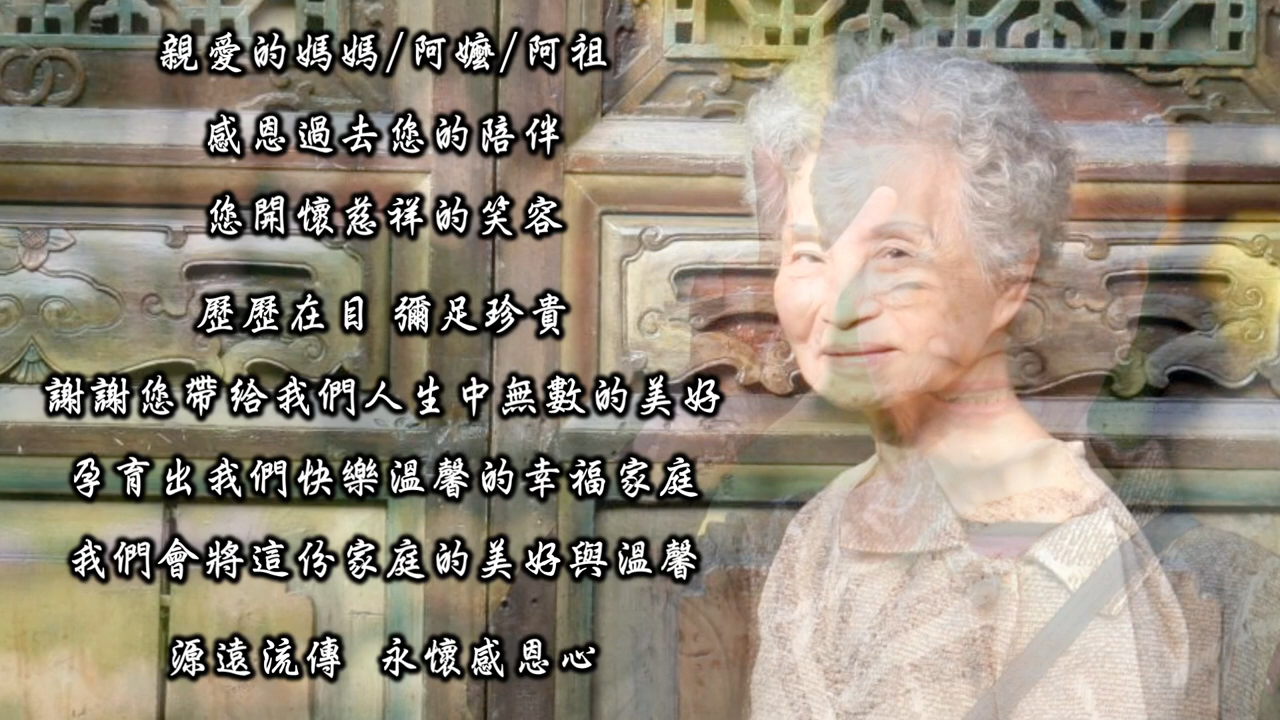 親愛的媽媽/阿嬤/阿祖
感恩過去您的陪伴
您開懷慈祥的笑容
歷歷在目 彌足珍貴
謝謝您帶給我們人生中無數的美好
孕育出我們快樂溫馨的幸福家庭
我們會將這份家庭的美好與溫馨
源遠流傳 永懷感恩心